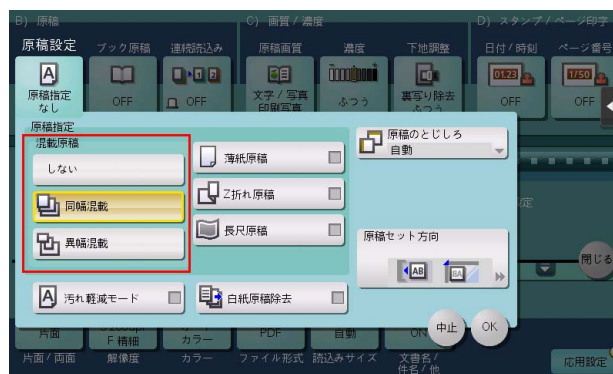 B) 原稿 C) 画質 / 濃度 D) スタンプ / ページ印字
原稿設定 ブック原稿 連続読込み 原稿画質 濃度 下地調整 日付 / 時刻 ページ番号
01.23 1/50
原稿指定
なし
OFF
OFF
文字 / 写真
印刷写真
ふつう
裏写り除去
ふつう
OFF
OFF
原稿指定
混載原稿
しない
同幅混載
異幅混載
薄紙原稿
Z折れ原稿
長尺原稿
原稿のとじしろ
自動
原稿セット方向
AB
閉じる
汚れ軽減モード
白紙原稿除去
中止
OK
片面 F 精細 カラー PDF 自動 ON
片面 / 両面 解像度 カラー ファイル形式 読込みサイズ 文書名 /
件名 / 他
応用設定